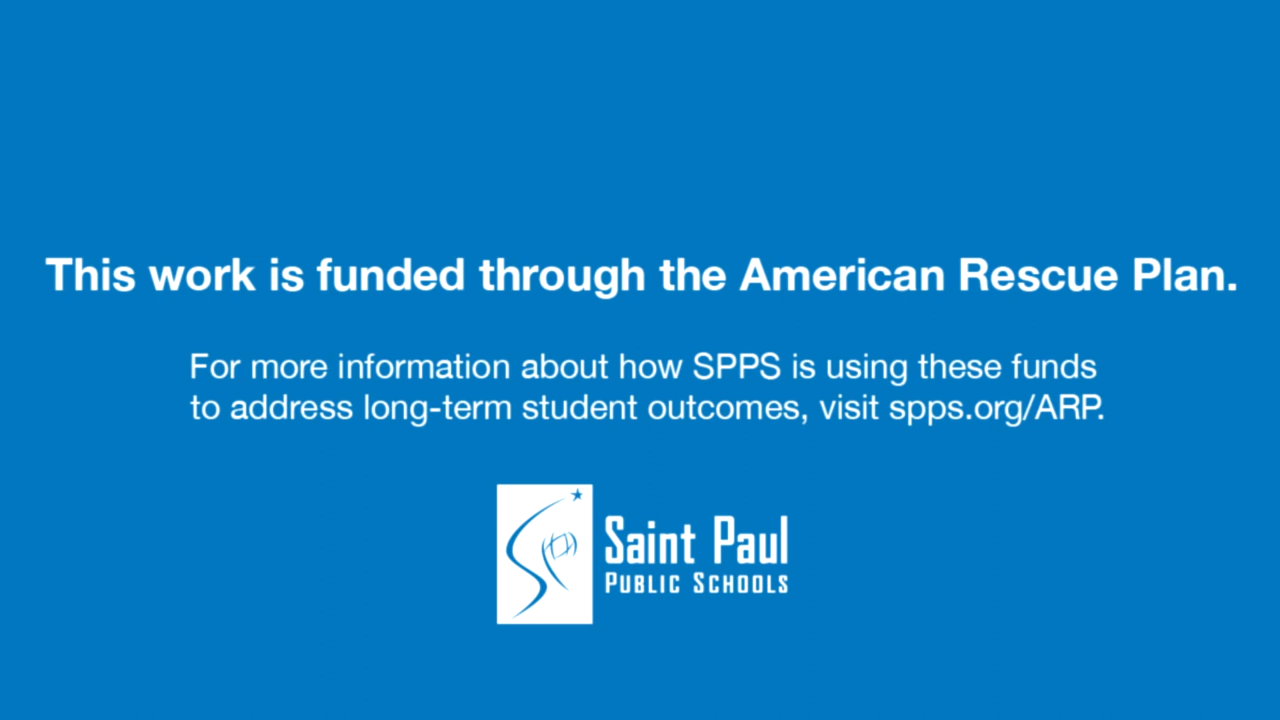 This work is funded through the American Rescue Plan.
For more information about how SPPS is using these funds
to address long-term student outcomes, visit spps.org/ARP.
Saint Paul
PUBLIC SCHOOLS